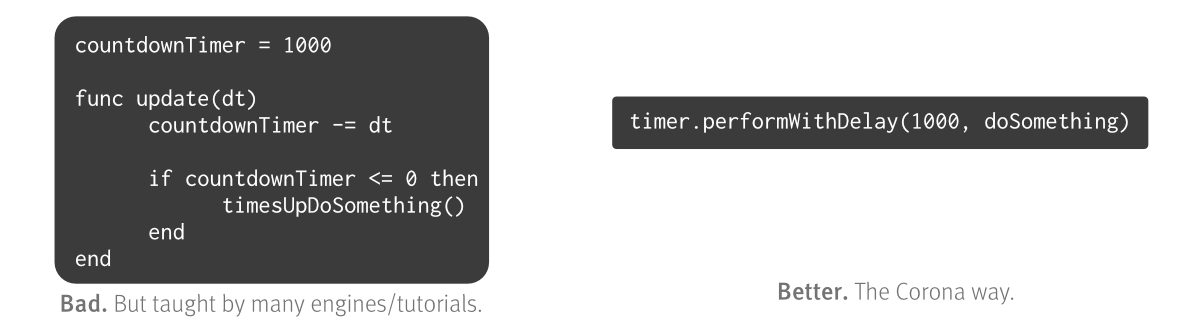 countdownTimer = 1000
func update(dt)
countdownTimer -= dt
if countdownTimer <= 0 then
timesUpDoSomething()
end
end
Bad. But taught by many engines/tutorials.
timer.performWithDelay(1000, doSomething)
Better. The Corona way.